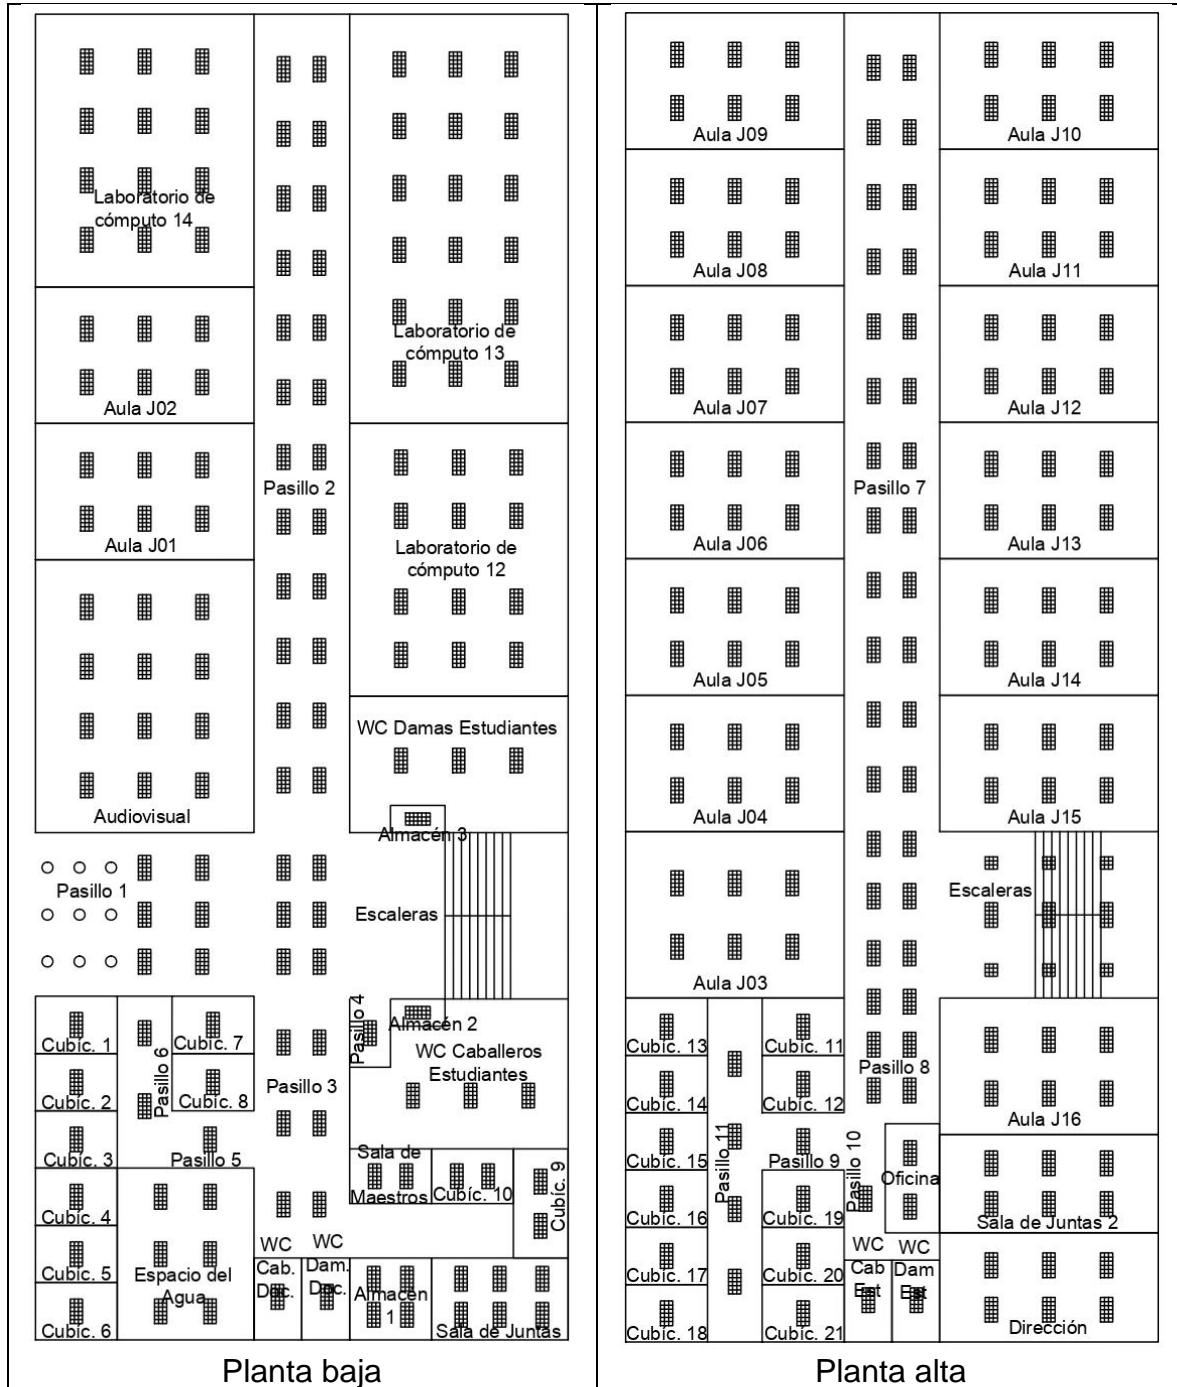 Laboratorio de
cómputo 14
Aula J02
Aula J01
Audiovisual
Pasillo 2
Laboratorio de
cómputo 13
Laboratorio de
cómputo 12
WC Damas Estudiantes
Almacén 3
Pasillo 1
Escaleras
Cubíc. 1
Cubíc. 2
Cubíc. 3
Cubíc. 4
Cubíc. 5
Cubíc. 6
Pasillo 6
Cubíc. 7
Cubíc. 8
Pasillo 5
Espacio del
Agua
Pasillo 3
Pasillo 4
Almacén 2
WC Caballeros
Estudiantes
Sala de
Maestros
Cubíc. 10
Cubíc. 9
WC
Cab.
Doc.
WC
Dam.
Doc.
Almacén
1
Sala de Juntas
Planta baja
Aula J09
Aula J08
Aula J07
Aula J06
Aula J05
Aula J04
Aula J03
Pasillo 7
Aula J10
Aula J11
Aula J12
Aula J13
Aula J14
Aula J15
Escaleras
Cubíc. 13
Cubíc. 14
Cubíc. 15
Cubíc. 16
Cubíc. 17
Cubíc. 18
Pasillo 11
Cubíc. 11
Cubíc. 12
Pasillo 9
Cubíc. 19
Cubíc. 20
Cubíc. 21
Pasillo 8
Pasillo 10
Oficina
WC
Cab
Est
WC
Dam
Est
Aula J16
Sala de Juntas 2
Dirección
Planta alta